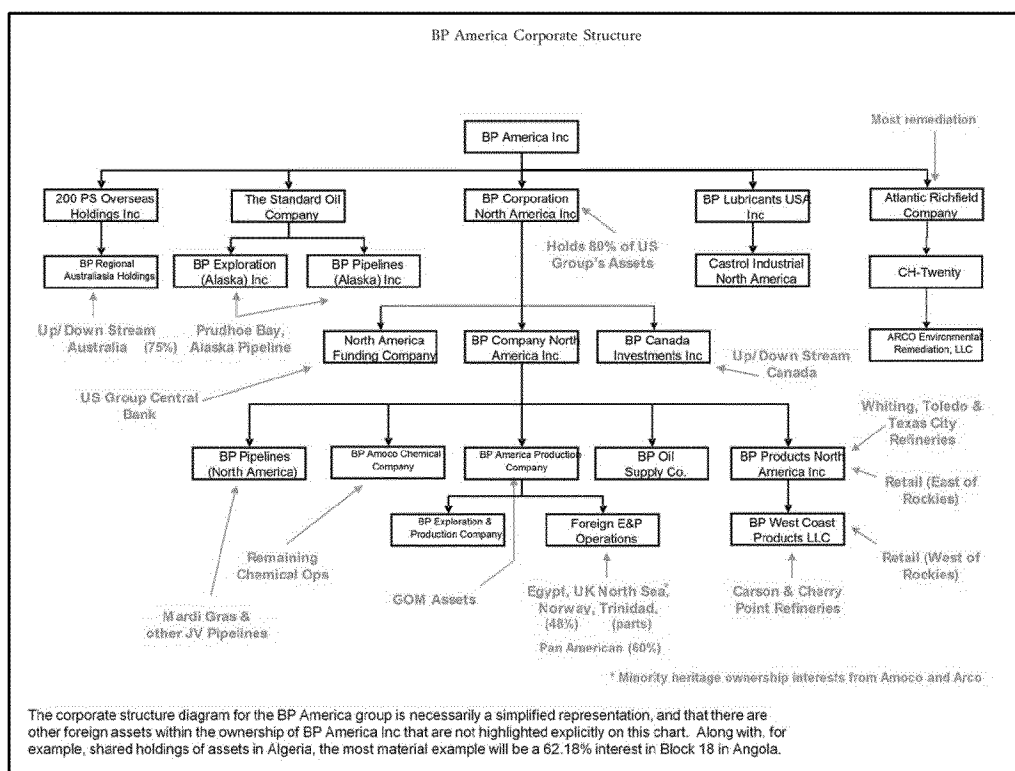 BP America Corporate Structure
Most remediation
BP America Inc
200 PS Overseas
Holdings Inc
The Standard Oil
Company
BP Corporation
North America Inc
BP Lubricants USA
Inc
Atlantic Richfield
Company
BP Regional
Australiasia Holdings
BP Exploration
(Alaska) Inc
BP Pipelines
(Alaska) Inc
Holds 80% of US
Group's Assets
Castrol Industrial
North America
CH-Twenty
Up/Down Stream
Australia (75%)
Prudhoe Bay,
Alaska Pipeline
North America
Funding Company
BP Company North
America Inc
BP Canada
Investments Inc
ARCO Environmental
Remediation, LLC
Up/Down Stream
Canada
US Group Central
Bank
Whiting, Toledo &
Texas City
Refineries
BP Pipelines
(North America)
BP Amoco Chemical
Company
BP America Production
Company
BP Oil
Supply Co.
BP Products North
America Inc
Retail (East of
Rockies)
BP Exploration &
Production Company
Foreign E&P
Operations
BP West Coast
Products LLC
Retail (West of
Rockies)
Remaining
Chemical Ops
GOM Assets
Egypt, UK North Sea,*
Norway, Trinidad,
(48%) (parts)
Pan American (60%)
Carson & Cherry
Point Refineries
Mardi Gras &
other JV Pipelines
* Minority heritage ownership interests from Amoco and Arco
The corporate structure diagram for the BP America group is necessarily a simplified representation, and that there are
other foreign assets within the ownership of BP America Inc that are not highlighted explicitly on this chart. Along with, for
example, shared holdings of assets in Algeria, the most material example will be a 62.18% interest in Block 18 in Angola.